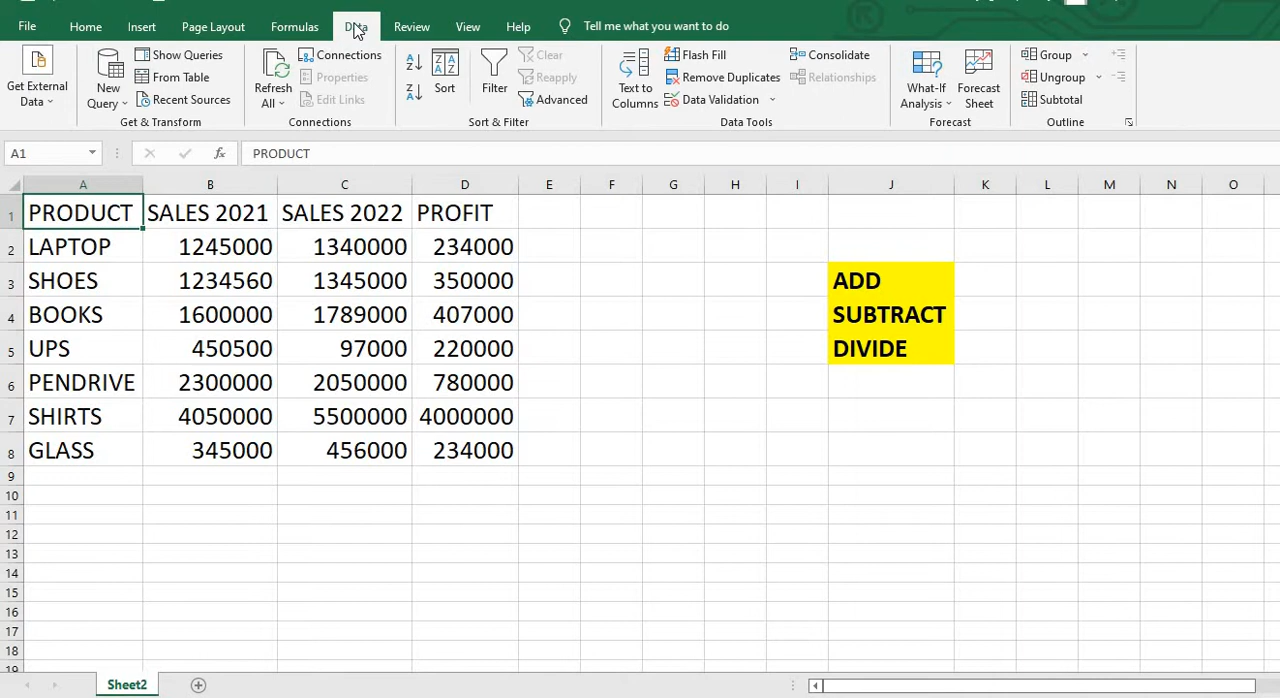 File Home Insert Page Layout Formulas Data Review View Help Tell me what you want to do
Get External Data
New Query
Show Queries
From Table
Recent Sources
Get & Transform
Refresh All
Connections
Properties
Edit Links
Connections
Sort
Filter
Clear
Reapply
Advanced
Sort & Filter
Text to Columns
Flash Fill
Remove Duplicates
Data Validation
Consolidate
Relationships
Data Tools
What-If Analysis
Forecast Sheet
Forecast
Group
Ungroup
Subtotal
Outline
A1 fx PRODUCT
A B C D E F G H I J K L M N O
1 PRODUCT SALES 2021 SALES 2022 PROFIT
2 LAPTOP 1245000 1340000 234000
3 SHOES 1234560 1345000 350000 ADD
4 BOOKS 1600000 1789000 407000 SUBTRACT
5 UPS 450500 97000 220000 DIVIDE
6 PENDRIVE 2300000 2050000 780000
7 SHIRTS 4050000 5500000 4000000
8 GLASS 345000 456000 234000
9
10
11
12
13
14
15
16
17
18
19
Sheet2